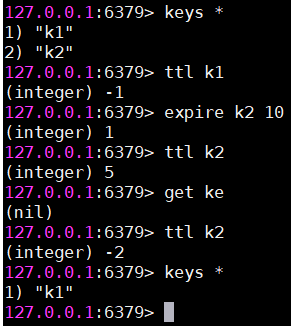 127.0.0.1:6379> keys *
1) "k1"
2) "k2"
127.0.0.1:6379> ttl k1
(integer) -1
127.0.0.1:6379> expire k2 10
(integer) 1
127.0.0.1:6379> ttl k2
(integer) 5
127.0.0.1:6379> get ke
(nil)
127.0.0.1:6379> ttl k2
(integer) -2
127.0.0.1:6379> keys *
1) "k1"
127.0.0.1:6379>